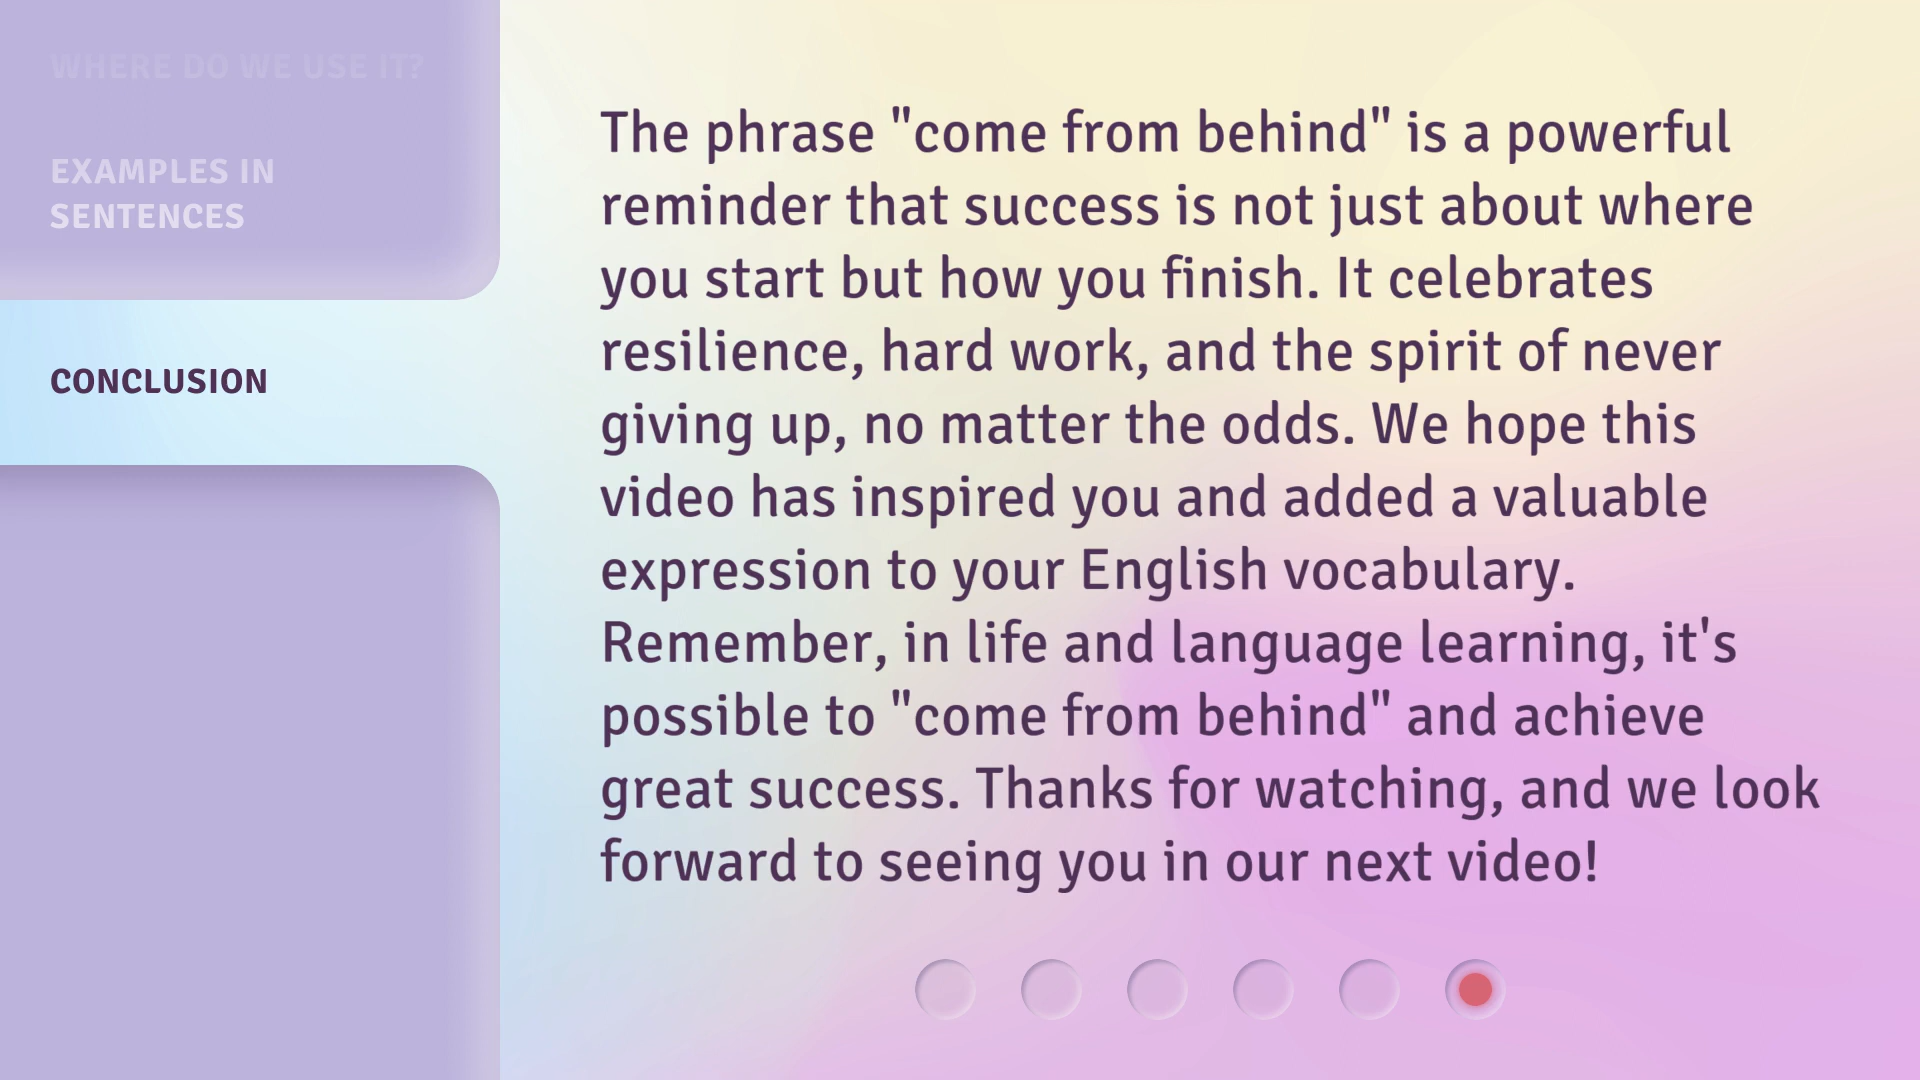 WHERE DO WE USE IT?
EXAMPLES IN
SENTENCES
CONCLUSION
The phrase "come from behind" is a powerful
reminder that success is not just about where
you start but how you finish. It celebrates
resilience, hard work, and the spirit of never
giving up, no matter the odds. We hope this
video has inspired you and added a valuable
expression to your English vocabulary.
Remember, in life and language learning, it's
possible to "come from behind" and achieve
great success. Thanks for watching, and we look
forward to seeing you in our next video!